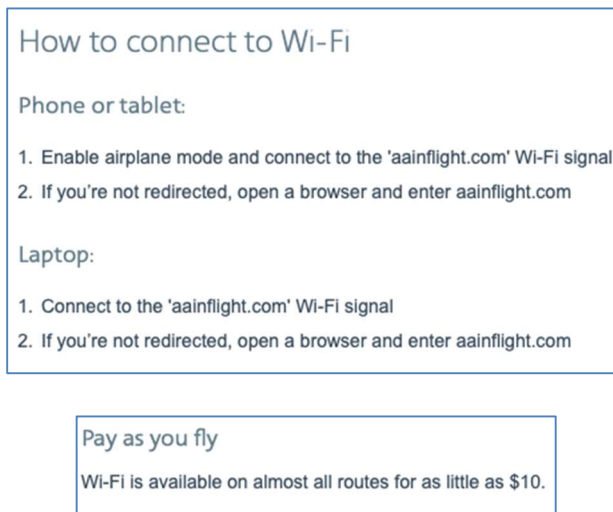 How to connect to Wi-Fi
Phone or tablet:
1. Enable airplane mode and connect to the 'aainflight.com' Wi-Fi signal
2. If you're not redirected, open a browser and enter aainflight.com
Laptop:
1. Connect to the 'aainflight.com' Wi-Fi signal
2. If you're not redirected, open a browser and enter aainflight.com
Pay as you fly
Wi-Fi is available on almost all routes for as little as $10.